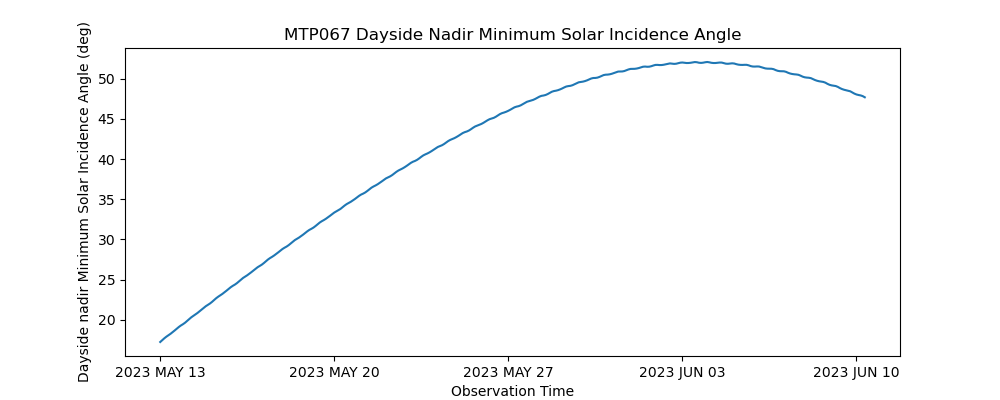 MTP067 Dayside Nadir Minimum Solar Incidence Angle
Dayside nadir Minimum Solar Incidence Angle (deg)
50
45
40
35
30
25
20
2023 MAY 13
2023 MAY 20
2023 MAY 27
2023 JUN 03
2023 JUN 10
Observation Time